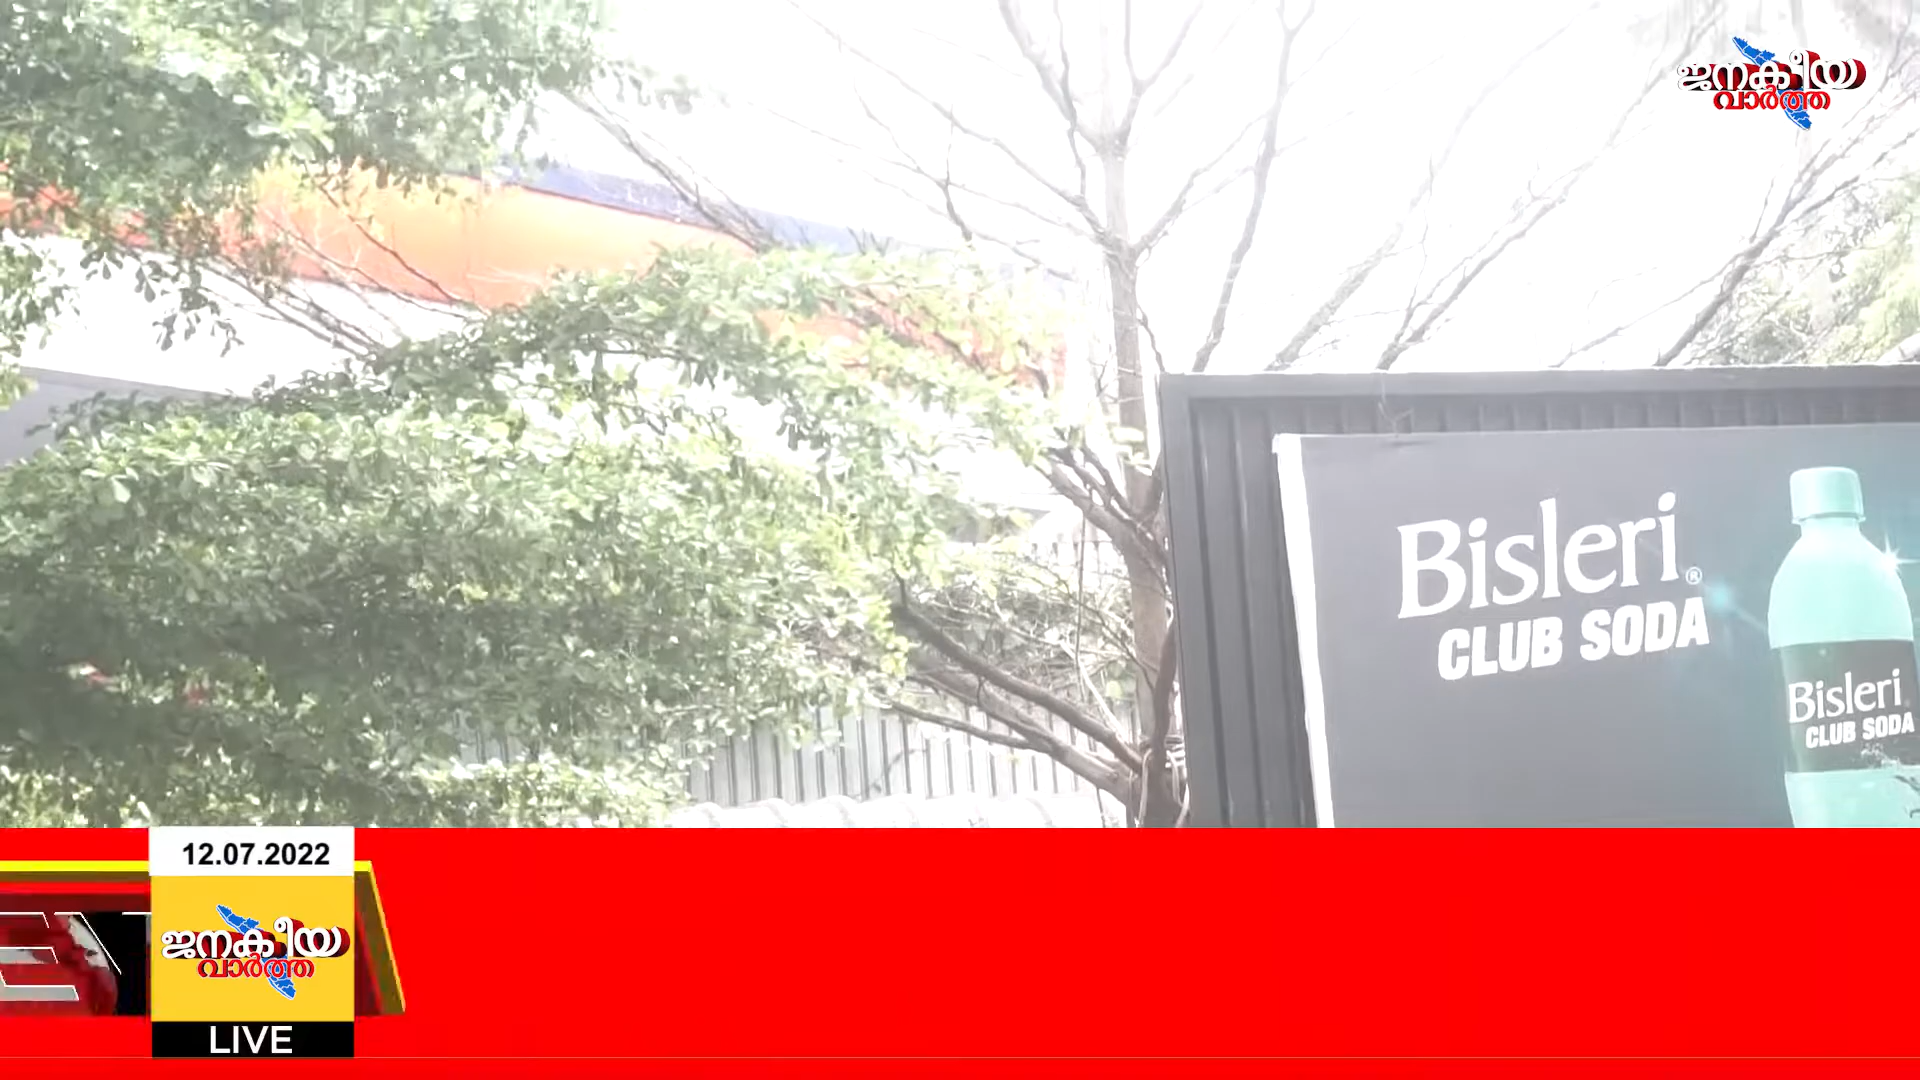 ജനകീയ
വാർത്ത
Bisleri®
CLUB SODA
Bisleri
CLUB SODA
12.07.2022
ജനകീയ
വാർത്ത
LIVE